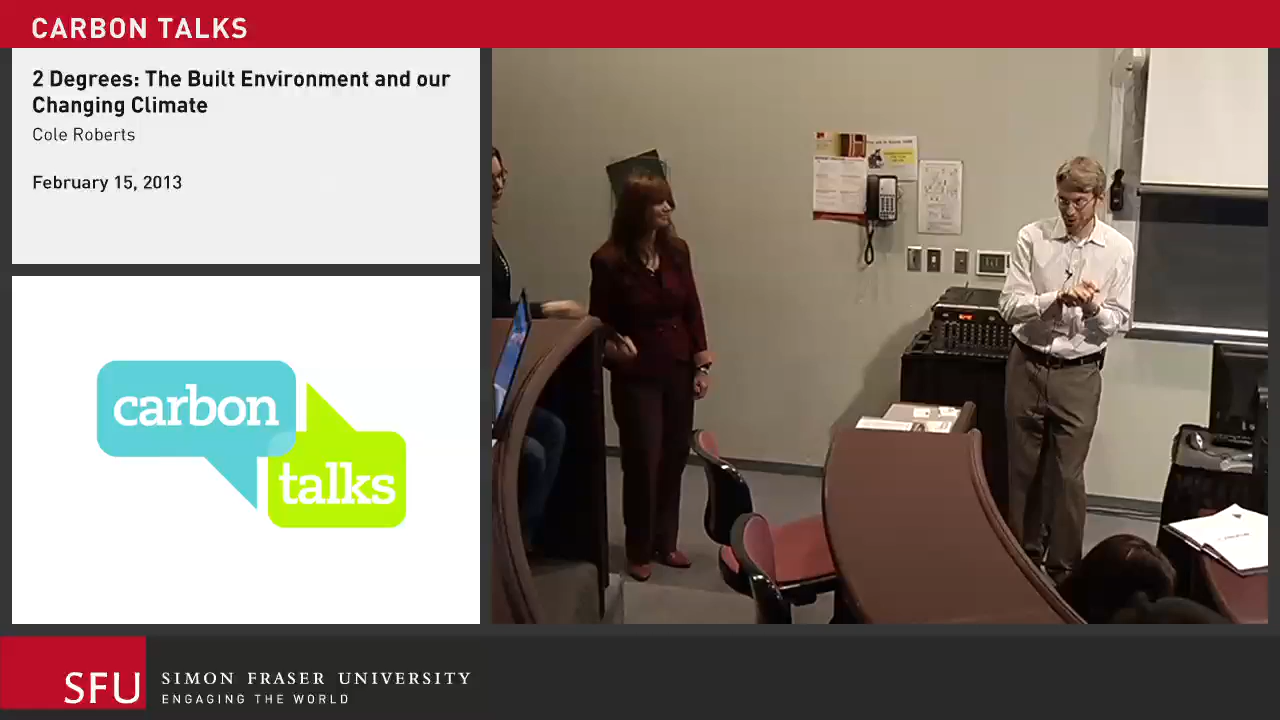 CARBON TALKS
2 Degrees: The Built Environment and our
Changing Climate
Cole Roberts
February 15, 2013
carbon
talks
SFU
SIMON FRASER UNIVERSITY
ENGAGING THE WORLD